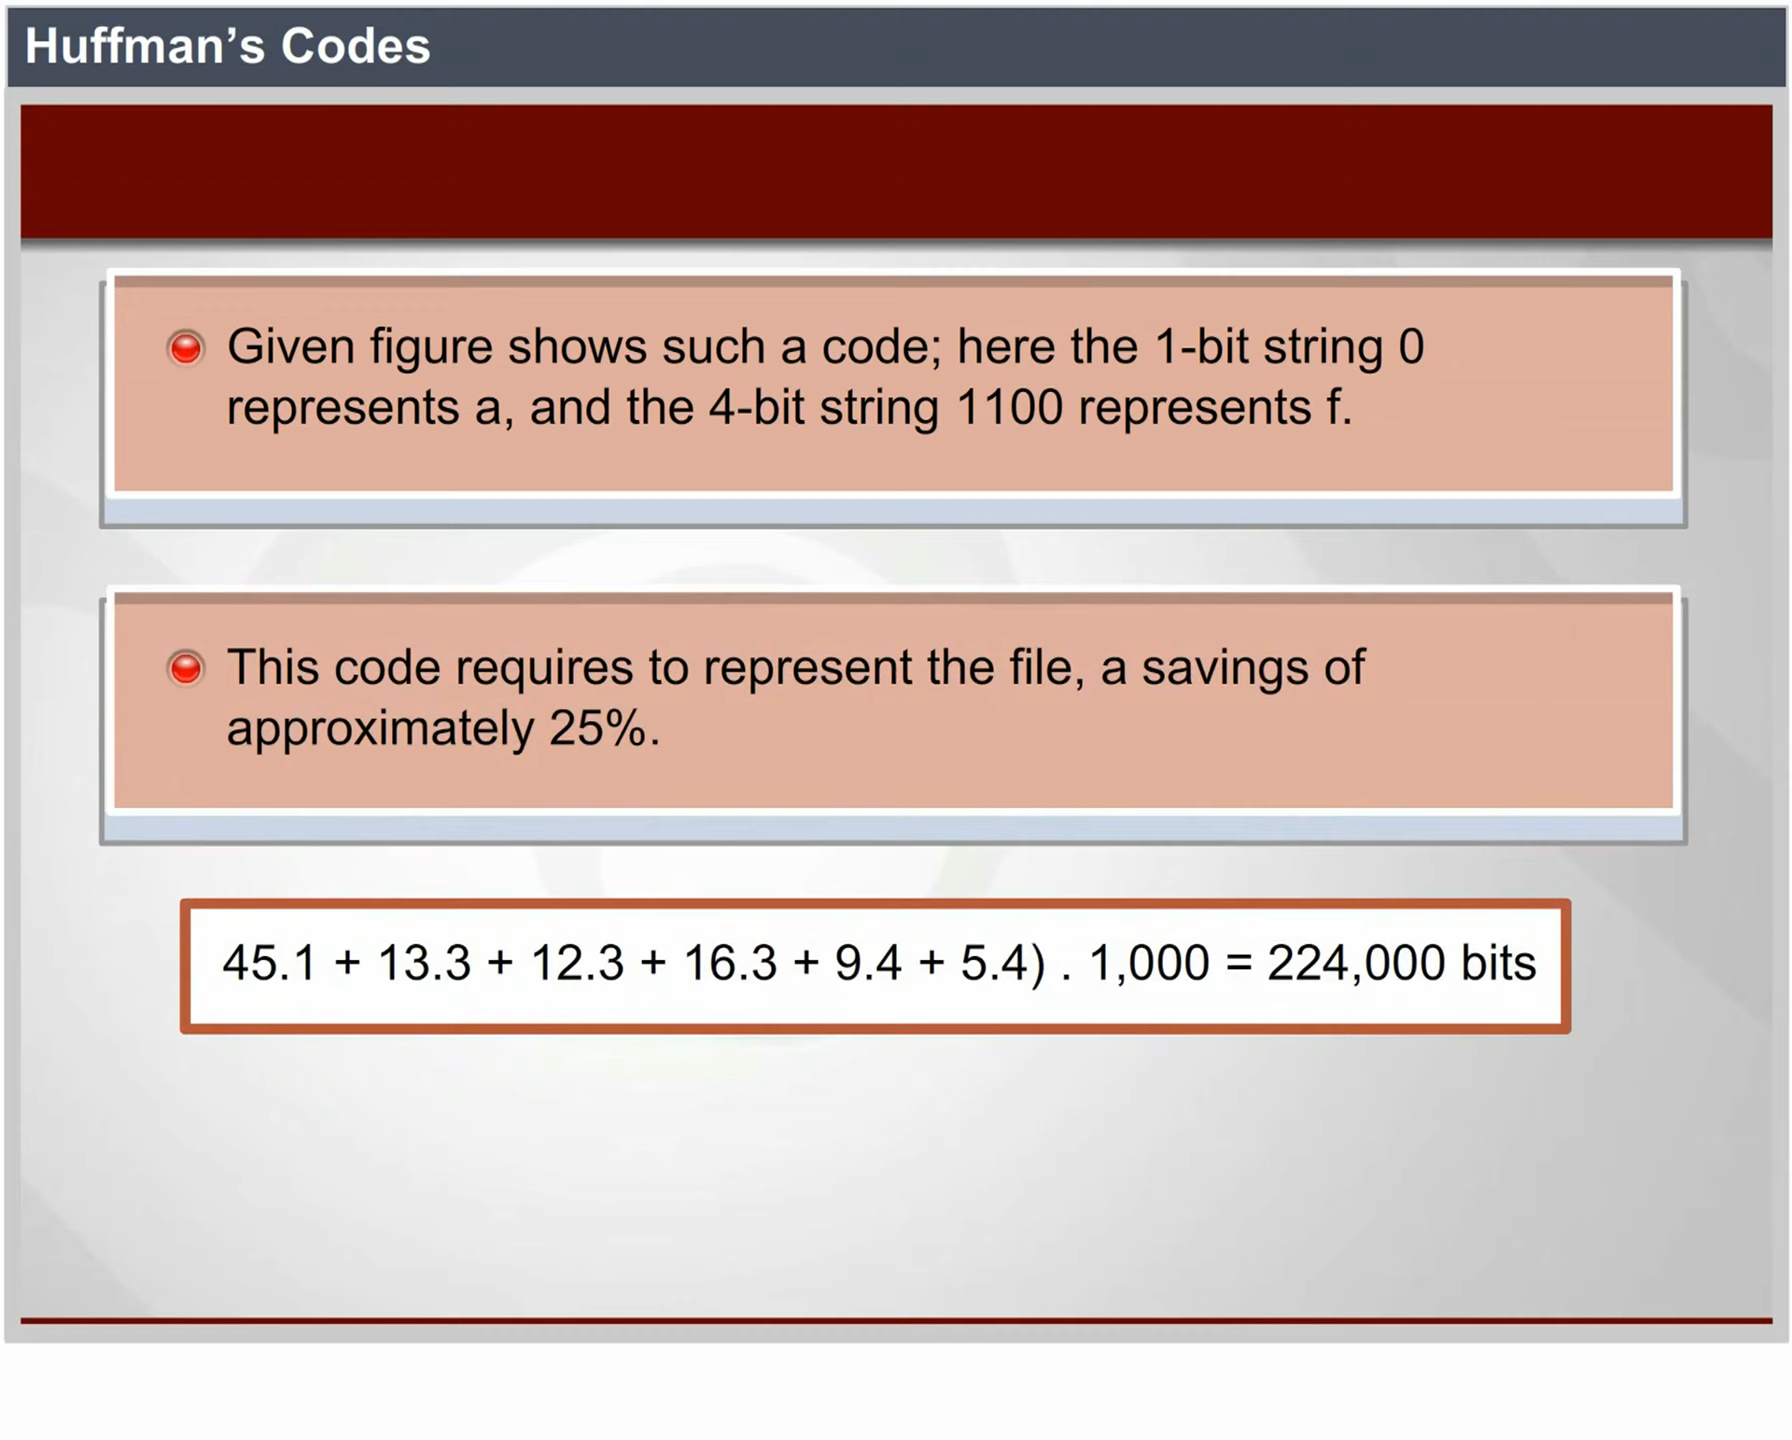 Huffman’s Codes
Given figure shows such a code; here the 1-bit string 0
represents a, and the 4-bit string 1100 represents f.
This code requires to represent the file, a savings of
approximately 25%.
45.1 + 13.3 + 12.3 + 16.3 + 9.4 + 5.4) . 1,000 = 224,000 bits